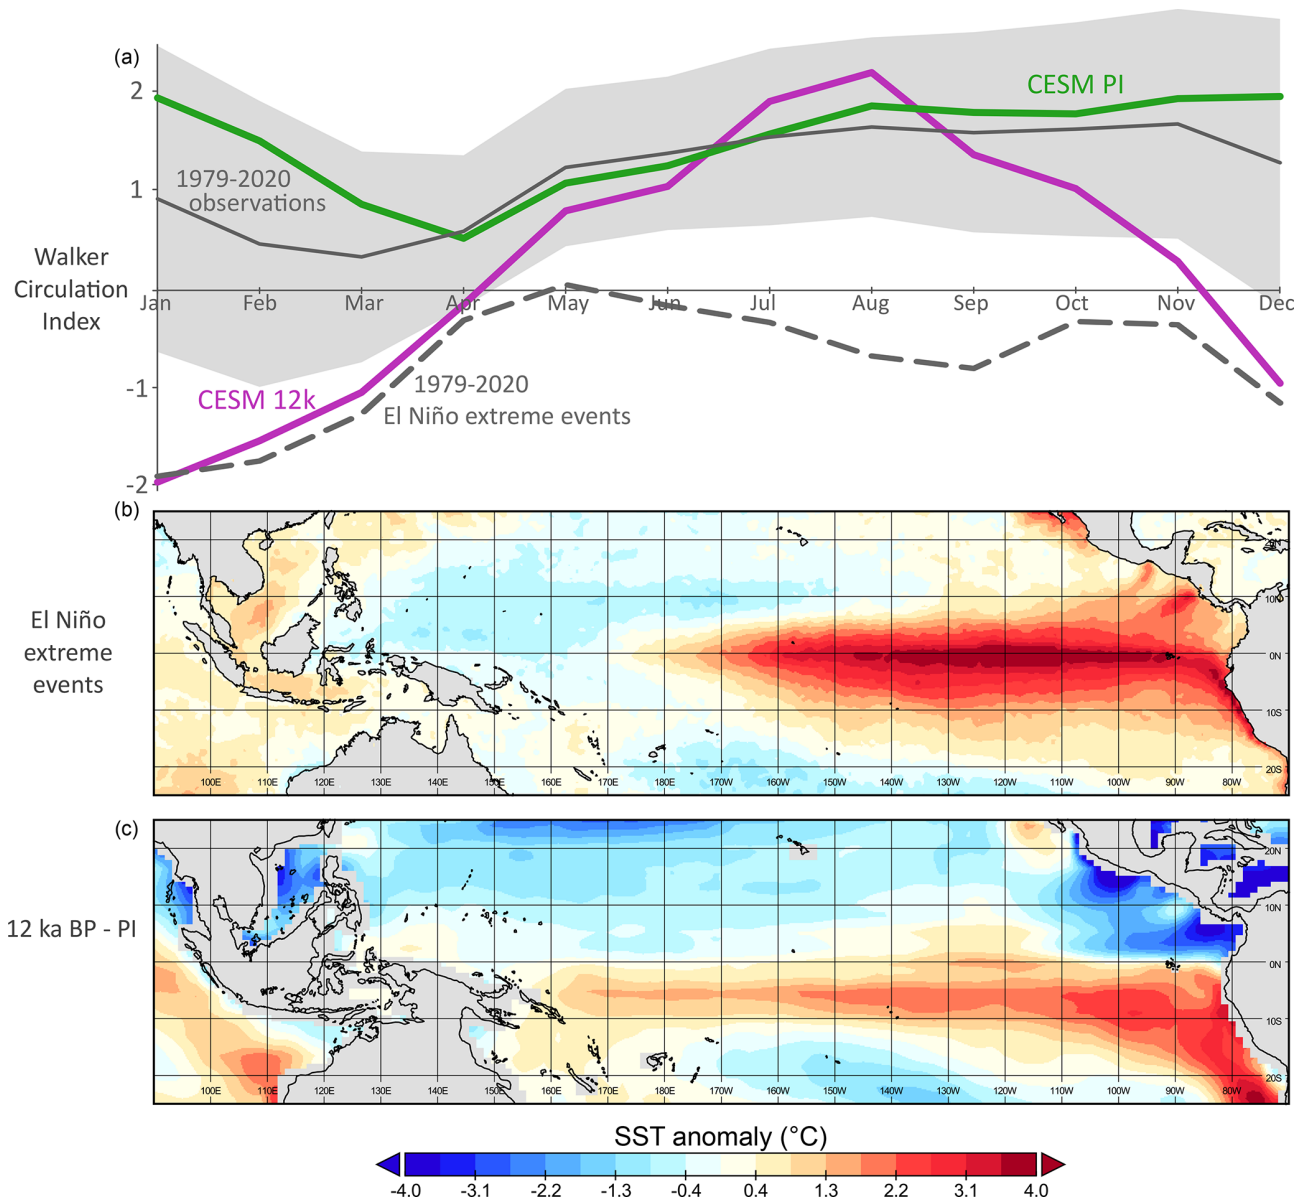 (a)
2
CESM PI
1
1979-2020
observations
Walker
Circulation
Index
Jan Feb Mar Apr May Jun Jul Aug Sep Oct Nov Dec
-1
CESM 12k
1979-2020
El Niño extreme events
-2
(b)
20N
10N
El Niño
extreme
events
0N
10S
20S
100E 110E 120E 130E 140E 150E 160E 170E 180E 170W 160W 150W 140W 130W 120W 110W 100W 90W 80W
(c)
20N
10N
12 ka BP - PI
0N
10S
20S
100E 110E 120E 130E 140E 150E 160E 170E 180E 170W 160W 150W 140W 130W 120W 110W 100W 90W 80W
SST anomaly (°C)
-4.0 -3.1 -2.2 -1.3 -0.4 0.4 1.3 2.2 3.1 4.0